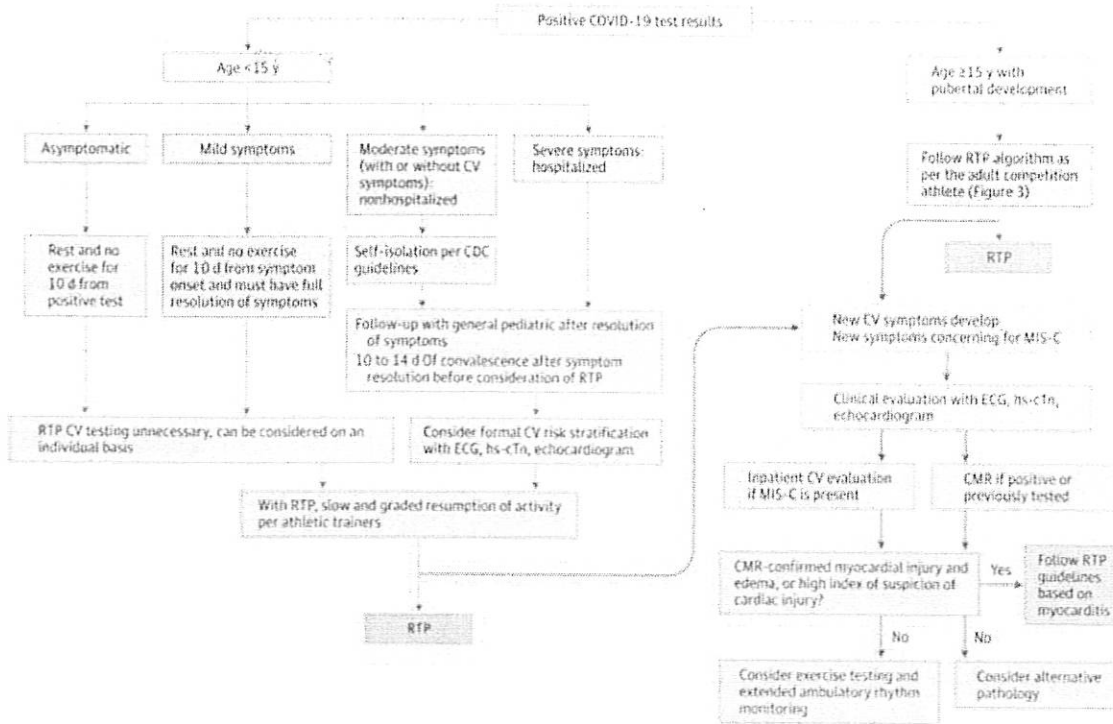 Positive COVID-19 test results
Age <15 y
Age ≥15 y with
pubertal development
Asymptomatic
Mild symptoms
Moderate symptoms
(with or without CV
symptoms):
nonhospitalized
Severe symptoms:
hospitalized
Follow RTP algorithm as
per the adult competition
athlete (Figure 3)
Rest and no
exercise for
10 d from
positive test
Rest and no exercise
for 10 d from symptom
onset and must have full
resolution of symptoms
Self-isolation per CDC
guidelines
RTP
Follow-up with general pediatric after resolution
of symptoms
10 to 14 d Of convalescence after symptom
resolution before consideration of RTP
New CV symptoms develop
New symptoms concerning for MIS-C
Clinical evaluation with ECG, hs-cTn,
echocardiogram
RTP CV testing unnecessary, can be considered on an
individual basis
Consider formal CV risk stratification
with ECG, hs-cTn, echocardiogram
Inpatient CV evaluation
if MIS-C is present
CMR if positive or
previously tested
With RTP, slow and graded resumption of activity
per athletic trainers
CMR-confirmed myocardial injury and
edema, or high index of suspicion of
cardiac injury?
Yes
Follow RTP
guidelines
based on
myocarditis
RTP
No
No
Consider exercise testing and
extended ambulatory rhythm
monitoring
Consider alternative
pathology